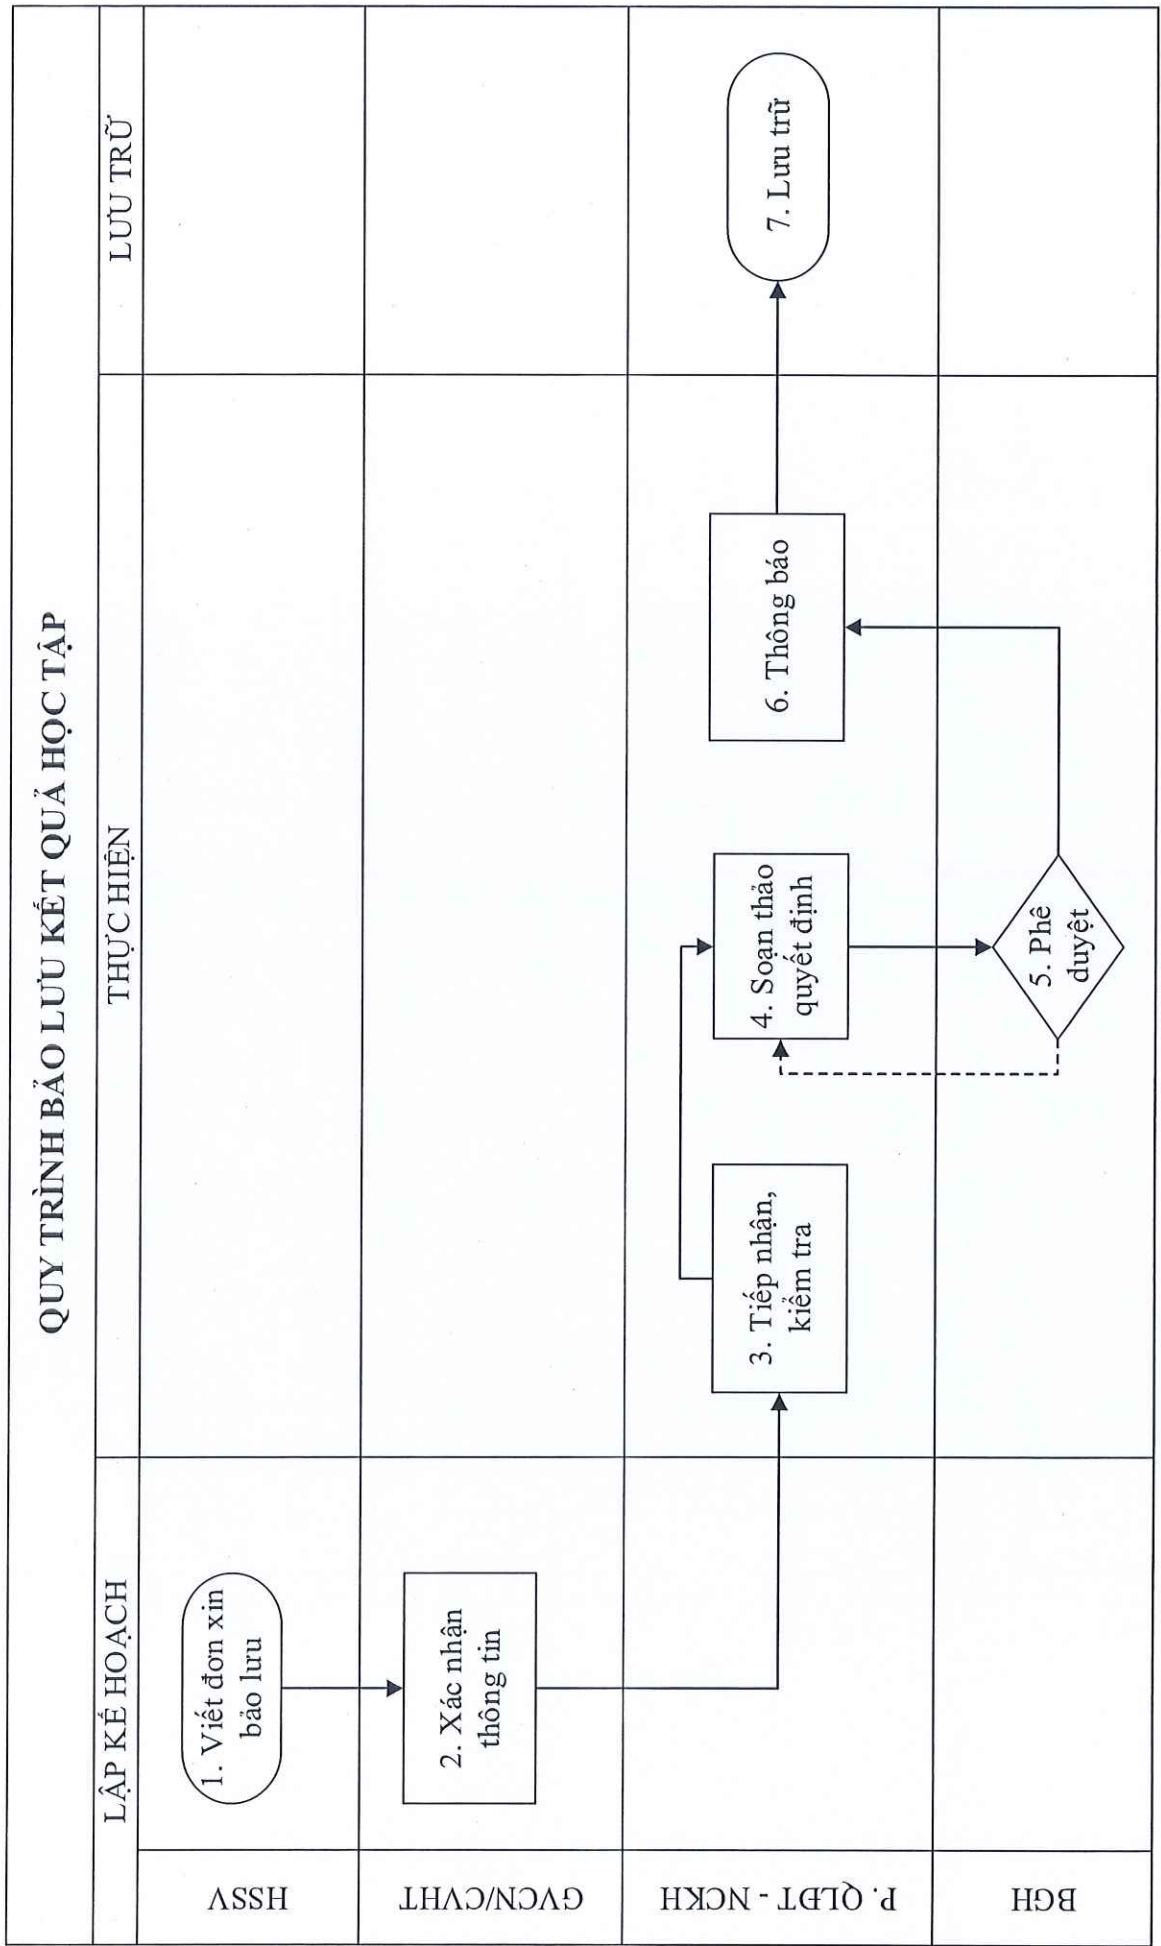 QUY TRÌNH BẢO LƯU KẾT QUẢ HỌC TẬP
LẬP KẾ HOẠCH
THỰC HIỆN
LƯU TRỮ
HSSV
1. Viết đơn xin
bảo lưu
GVCN/CVHT
2. Xác nhận
thông tin
P. QLĐT - NCKH
3. Tiếp nhận,
kiểm tra
4. Soạn thảo
quyết định
6. Thông báo
7. Lưu trữ
BGH
5. Phê
duyệt